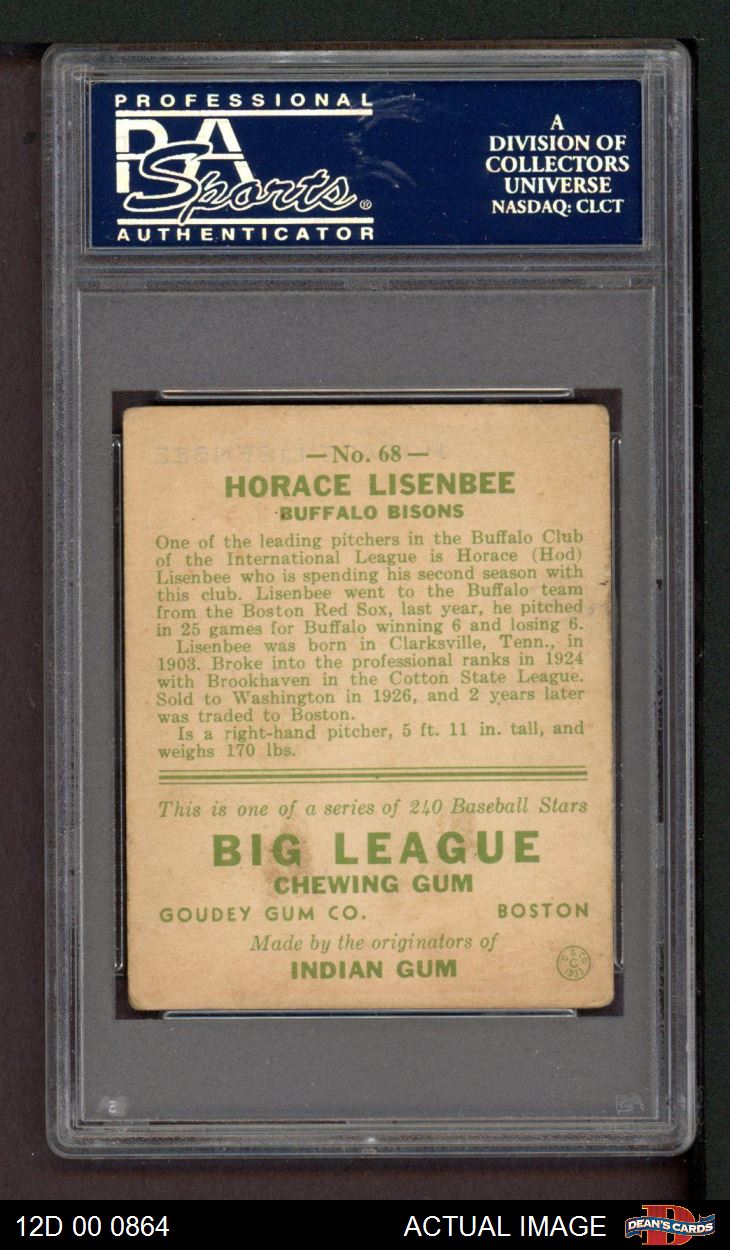 PROFESSIONAL
PSA
Sports®
AUTHENTICATOR
A
DIVISION OF
COLLECTORS
UNIVERSE
NASDAQ: CLCT
— No. 68 —
HORACE LISENBEE
BUFFALO BISONS
One of the leading pitchers in the Buffalo Club
of the International League is Horace (Hod)
Lisenbee who is spending his second season with
this club. Lisenbee went to the Buffalo team
from the Boston Red Sox, last year, he pitched
in 25 games for Buffalo winning 6 and losing 6.
Lisenbee was born in Clarksville, Tenn., in
1903. Broke into the professional ranks in 1924
with Brookhaven in the Cotton State League.
Sold to Washington in 1926, and 2 years later
was traded to Boston.
Is a right-hand pitcher, 5 ft. 11 in. tall, and
weighs 170 lbs.
This is one of a series of 240 Baseball Stars
BIG LEAGUE
CHEWING GUM
GOUDEY GUM CO. BOSTON
Made by the originators of
INDIAN GUM
C
1933
12D 00 0864 ACTUAL IMAGE DEAN'S CARDS